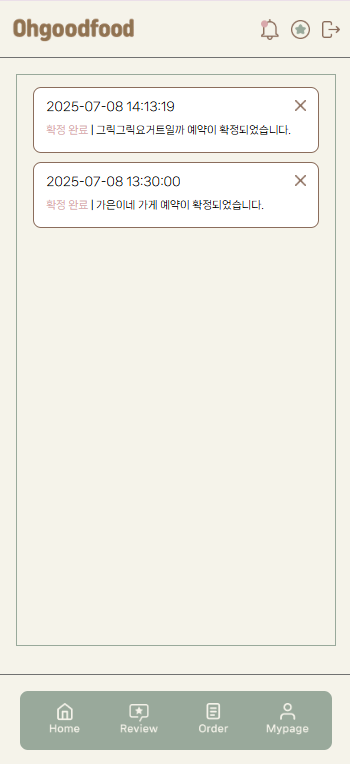 Ohgoodfood
2025-07-08 14:13:19
확정 완료 | 그릭그릭요거트일까 예약이 확정되었습니다.
2025-07-08 13:30:00
확정 완료 | 가은이네 가게 예약이 확정되었습니다.
Home Review Order Mypage